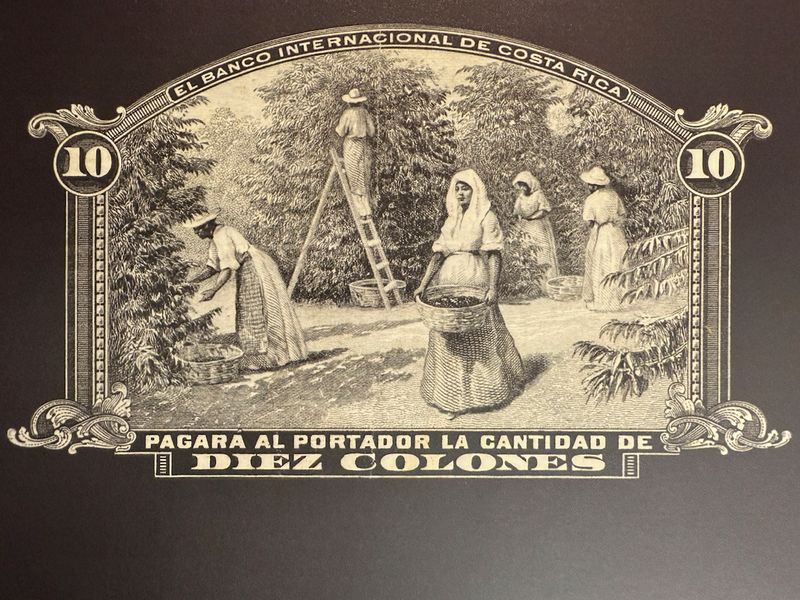 EL BANCO INTERNACIONAL DE COSTA RICA
10 10
PAGARÁ AL PORTADOR LA CANTIDAD DE
DIEZ COLONES